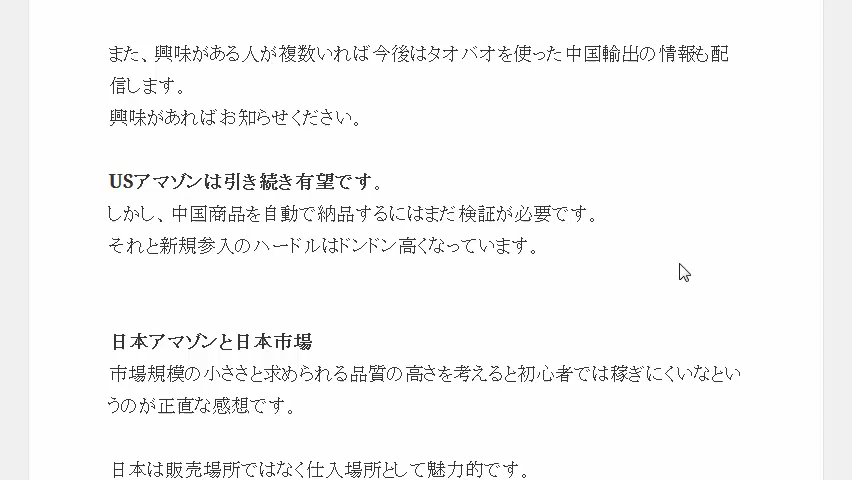 また、興味がある人が複数いれば今後はタオバオを使った中国輸出の情報も配
信します。
興味があればお知らせください。
USアマゾンは引き続き有望です。
しかし、中国商品を自動で納品するにはまだ検証が必要です。
それと新規参入のハードルはドンドン高くなっています。
日本アマゾンと日本市場
市場規模の小ささと求められる品質の高さを考えると初心者では稼ぎにくいなとい
うのが正直な感想です。
日本は販売場所ではなく仕入場所として魅力的です。